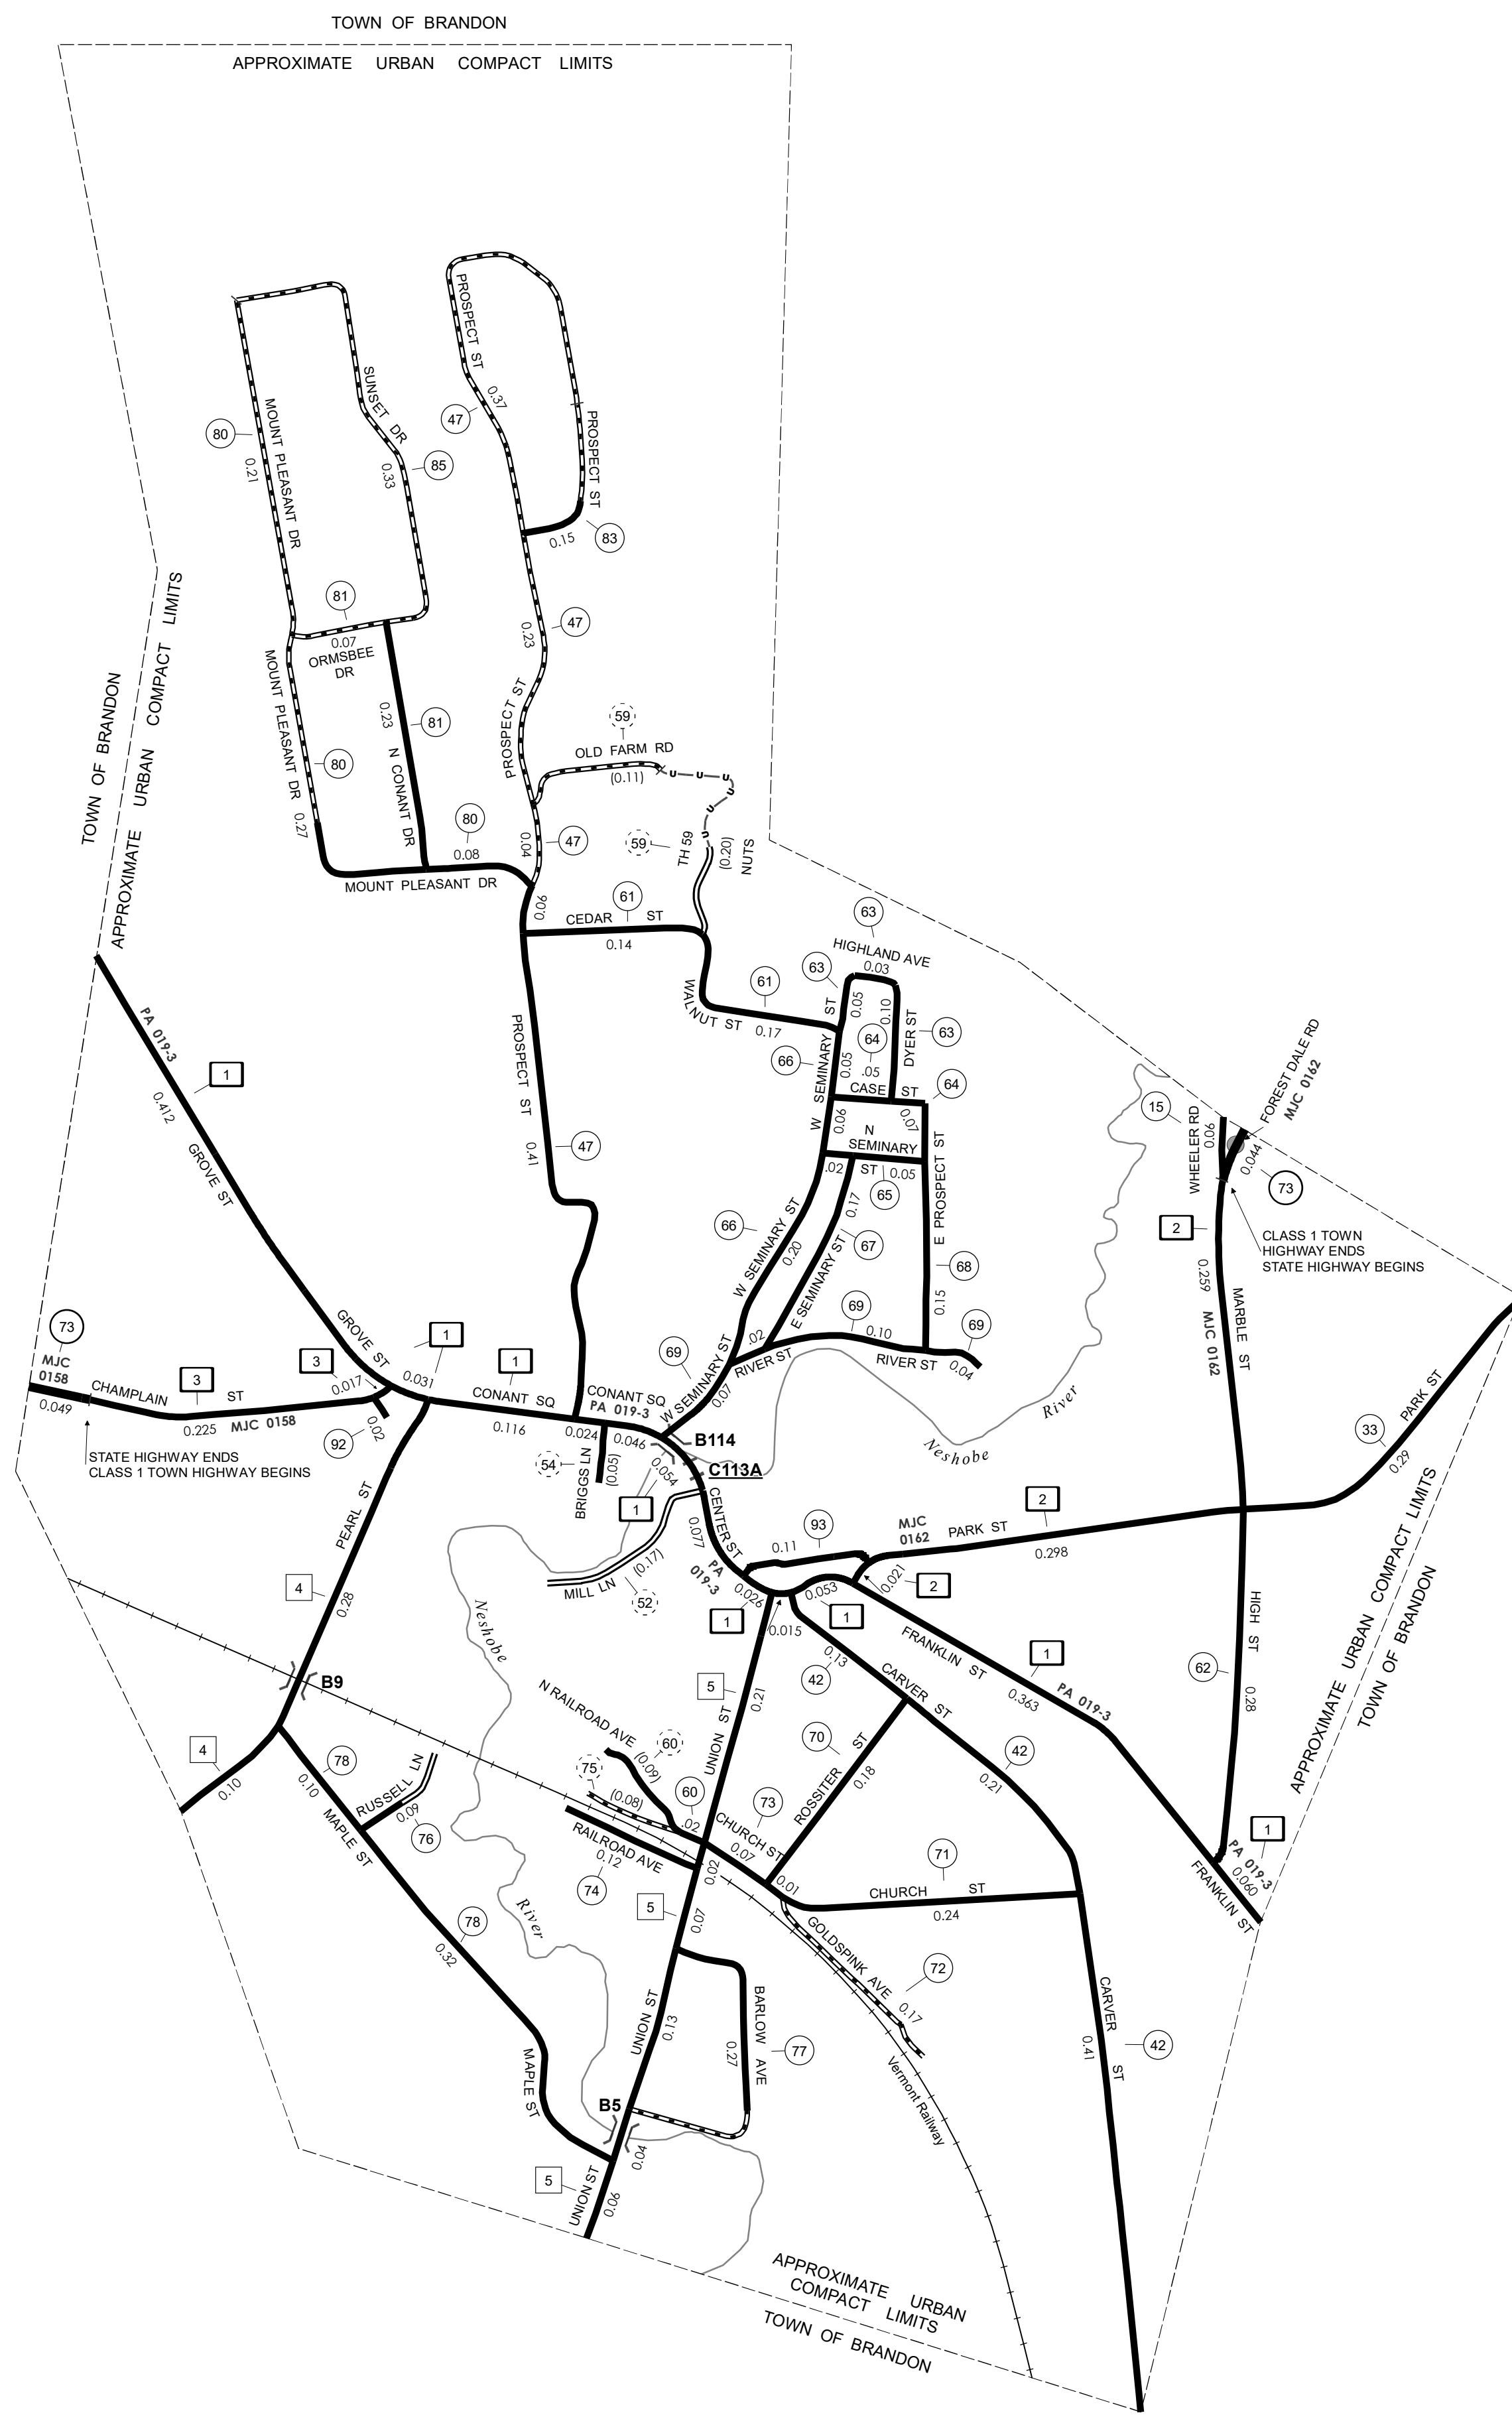 TOWN OF BRANDON
APPROXIMATE URBAN COMPACT LIMITS
PROSPECT ST
0.37
47
SUNSET DR
0.33
85
80
MOUNT PLEASANT DR
0.21
PROSPECT ST
83
0.15
81
0.07
ORMSBEE
DR
47
0.23
PROSPECT ST
MOUNT PLEASANT DR
0.27
80
0.23
81
N CONANT DR
59
OLD FARM RD
(0.11)
80
0.08
MOUNT PLEASANT DR
47
0.04
59
TH 59
(0.20)
NUTS
TOWN OF BRANDON
APPROXIMATE URBAN COMPACT LIMITS
0.06
61
CEDAR ST
0.14
63
HIGHLAND AVE
0.03
63
61
WALNUT ST
0.17
0.05
0.10
64
.05
DYER ST
63
66
0.05
W SEMINARY ST
CASE ST
64
0.06
0.07
N
SEMINARY
ST
.02
0.05
65
PA 019-3
1
0.412
GROVE ST
PROSPECT ST
0.41
47
66
W SEMINARY ST
0.20
0.17
67
E SEMINARY ST
E PROSPECT ST
68
0.15
15
WHEELER RD
0.06
FOREST DALE RD
MJC 0162
0.044
73
2
CLASS 1 TOWN
HIGHWAY ENDS
STATE HIGHWAY BEGINS
0.259
MJC 0162
MARBLE ST
73
MJC
0158
0.049
CHAMPLAIN ST
3
0.225
MJC 0158
3
0.017
GROVE ST
1
0.031
92
0.02
STATE HIGHWAY ENDS
CLASS 1 TOWN HIGHWAY BEGINS
1
CONANT SQ
0.116
CONANT SQ
PA 019-3
0.024
0.046
69
W SEMINARY ST
0.07
.02
RIVER ST
69
0.10
RIVER ST
69
0.04
Neshobe
River
54
BRIGGS LN
(0.05)
B114
C113A
0.054
1
CENTER ST
0.077
PA
019-3
MILL LN
(0.17)
52
93
0.11
MJC
0162
PARK ST
2
0.298
33
PARK ST
0.29
0.021
2
0.026
1
0.015
0.053
1
PEARL ST
4
0.28
B9
4
0.10
Neshobe
5
0.21
UNION ST
0.13
42
CARVER ST
FRANKLIN ST
1
0.363
PA 019-3
HIGH ST
62
0.28
APPROXIMATE URBAN COMPACT LIMITS
TOWN OF BRANDON
N RAILROAD AVE
(0.09)
60
75
(0.08)
60
.02
70
ROSSITER ST
0.18
42
0.21
78
0.10
MAPLE ST
RUSSELL LN
0.09
76
RAILROAD AVE
0.12
74
0.02
CHURCH ST
73
0.07
0.01
71
CHURCH ST
0.24
1
PA 019-3
0.060
FRANKLIN ST
78
0.32
River
5
0.07
GOLDSPINK AVE
72
0.17
UNION ST
0.13
BARLOW AVE
0.27
77
CARVER ST
42
0.41
Vermont Railway
MAPLE ST
B5
0.04
5
UNION ST
0.06
APPROXIMATE URBAN
COMPACT LIMITS
TOWN OF BRANDON